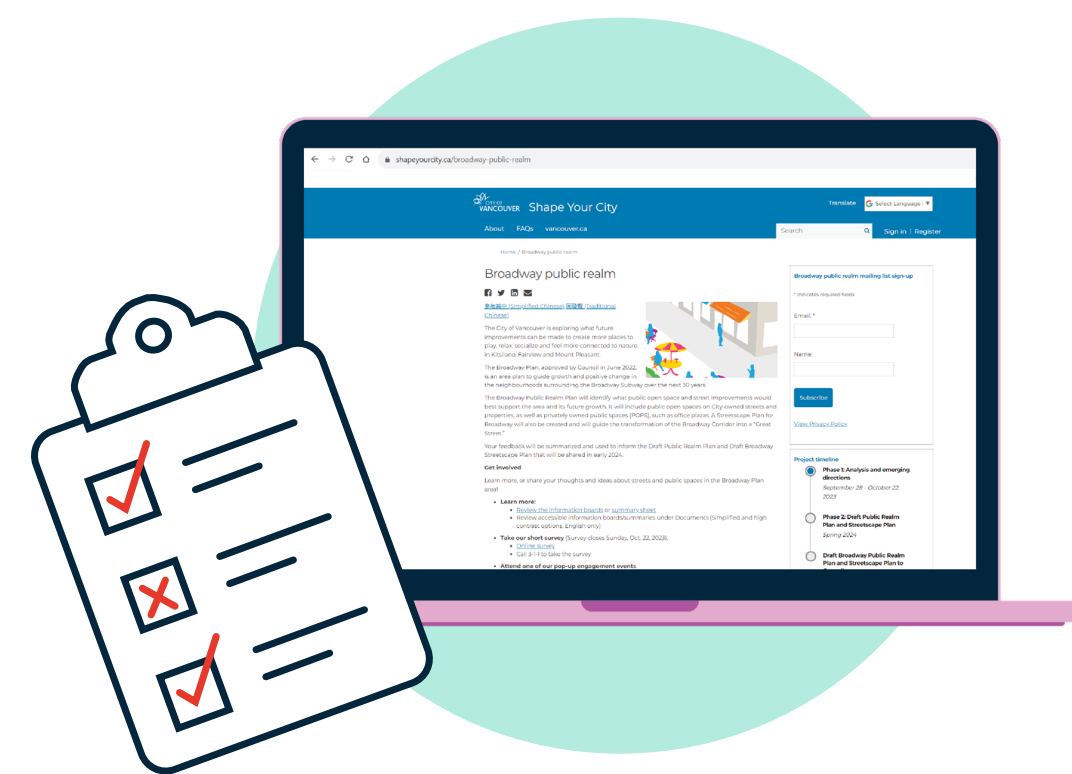 shapeyourcity.ca/broadway-public-realm
CITY OF
VANCOUVER
Shape Your City
Translate
Select Language
About FAQs vancouver.ca
Search
Sign in | Register
Home / Broadway public realm
Broadway public realm
(Simplified Chinese) (Traditional
Chinese)
The City of Vancouver is exploring what future
improvements can be made to create more places to
play, relax, socialize and feel more connected to nature
in Kitsilano, Fairview and Mount Pleasant.
The Broadway Plan, approved by Council in June 2022,
is an area plan to guide growth and positive change in
the neighbourhoods surrounding the Broadway Subway over the next 30 years.
The Broadway Public Realm Plan will identify what public open space and street improvements would
best support the area and its future growth. It will include public open spaces on City-owned streets and
properties, as well as privately owned public spaces (POPS), such as office plazas. A Streetscape Plan for
Broadway will also be created and will guide the transformation of the Broadway Corridor into a "Great
Street."
Your feedback will be summarized and used to inform the Draft Public Realm Plan and Draft Broadway
Streetscape Plan that will be shared in early 2024.
Get involved
Learn more, or share your thoughts and ideas about streets and public spaces in the Broadway Plan
area!
• Learn more:
• Review the information boards or summary sheet
• Review accessible information boards/summaries under Documents (Simplified and high
contrast options, English only)
• Take our short survey (Survey closes Sunday, Oct. 22, 2023).
• Online survey
• Call 3-1-1 to take the survey
• Attend one of our pop-up engagement events
Broadway public realm mailing list sign-up
* indicates required fields
Email *
Name
Subscribe
View Privacy Policy
Project timeline
Phase 1: Analysis and emerging
directions
September 28 - October 22,
2023
Phase 2: Draft Public Realm
Plan and Streetscape Plan
Spring 2024
Draft Broadway Public Realm
Plan and Streetscape Plan to